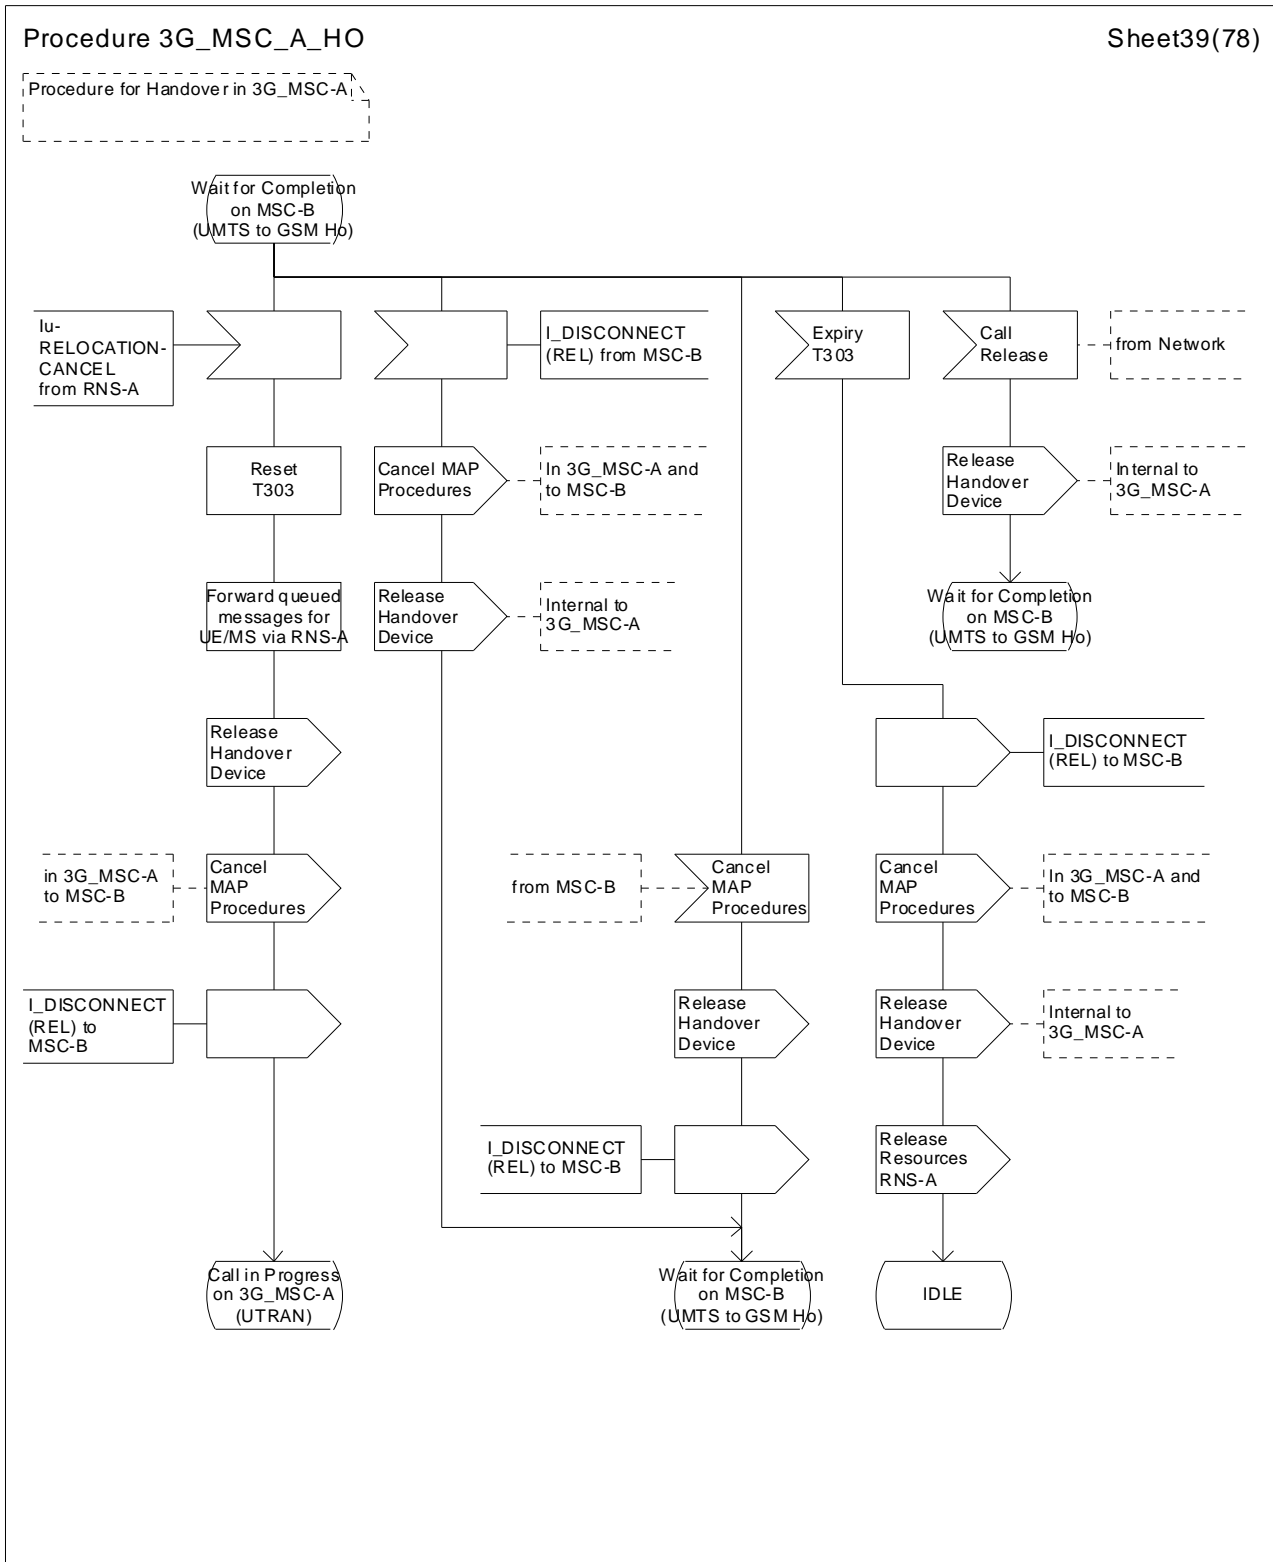 Procedure 3G_MSC_A_HO
Sheet39(78)
Procedure for Handover in 3G_MSC-A
Wait for Completion
on MSC-B
(UMTS to GSM Ho)
Iu-
RELOCATION-
CANCEL
from RNS-A
I_DISCONNECT
(REL) from MSC-B
Expiry
T303
Call
Release
from Network
Reset
T303
Cancel MAP
Procedures
In 3G_MSC-A and
to MSC-B
Release
Handover
Device
Internal to
3G_MSC-A
Forward queued
messages for
UE/MS via RNS-A
Release
Handover
Device
Internal to
3G_MSC-A
Wait for Completion
on MSC-B
(UMTS to GSM Ho)
Release
Handover
Device
I_DISCONNECT
(REL) to MSC-B
in 3G_MSC-A
to MSC-B
Cancel
MAP
Procedures
from MSC-B
Cancel
MAP
Procedures
Cancel
MAP
Procedures
In 3G_MSC-A and
to MSC-B
I_DISCONNECT
(REL) to
MSC-B
Release
Handover
Device
Release
Handover
Device
Internal to
3G_MSC-A
I_DISCONNECT
(REL) to MSC-B
Release
Resources
RNS-A
Call in Progress
on 3G_MSC-A
(UTRAN)
Wait for Completion
on MSC-B
(UMTS to GSM Ho)
IDLE